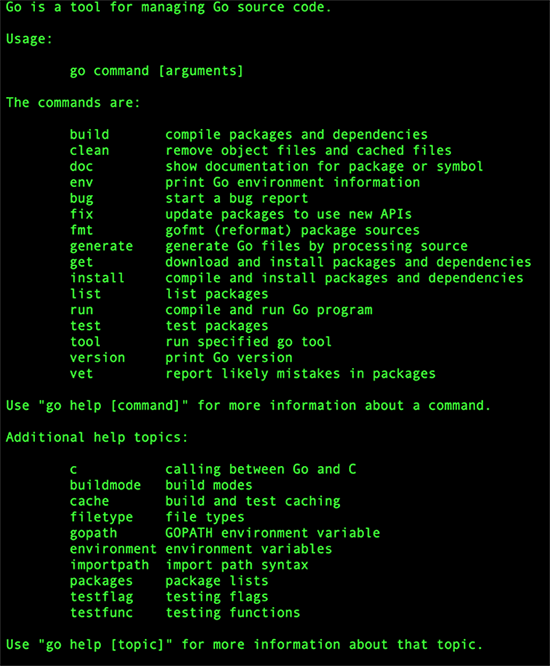 Go is a tool for managing Go source code.
Usage:
go command [arguments]
The commands are:
build compile packages and dependencies
clean remove object files and cached files
doc show documentation for package or symbol
env print Go environment information
bug start a bug report
fix update packages to use new APIs
fmt gofmt (reformat) package sources
generate generate Go files by processing source
get download and install packages and dependencies
install compile and install packages and dependencies
list list packages
run compile and run Go program
test test packages
tool run specified go tool
version print Go version
vet report likely mistakes in packages
Use "go help [command]" for more information about a command.
Additional help topics:
c calling between Go and C
buildmode build modes
cache build and test caching
filetype file types
gopath GOPATH environment variable
environment environment variables
importpath import path syntax
packages package lists
testflag testing flags
testfunc testing functions
Use "go help [topic]" for more information about that topic.